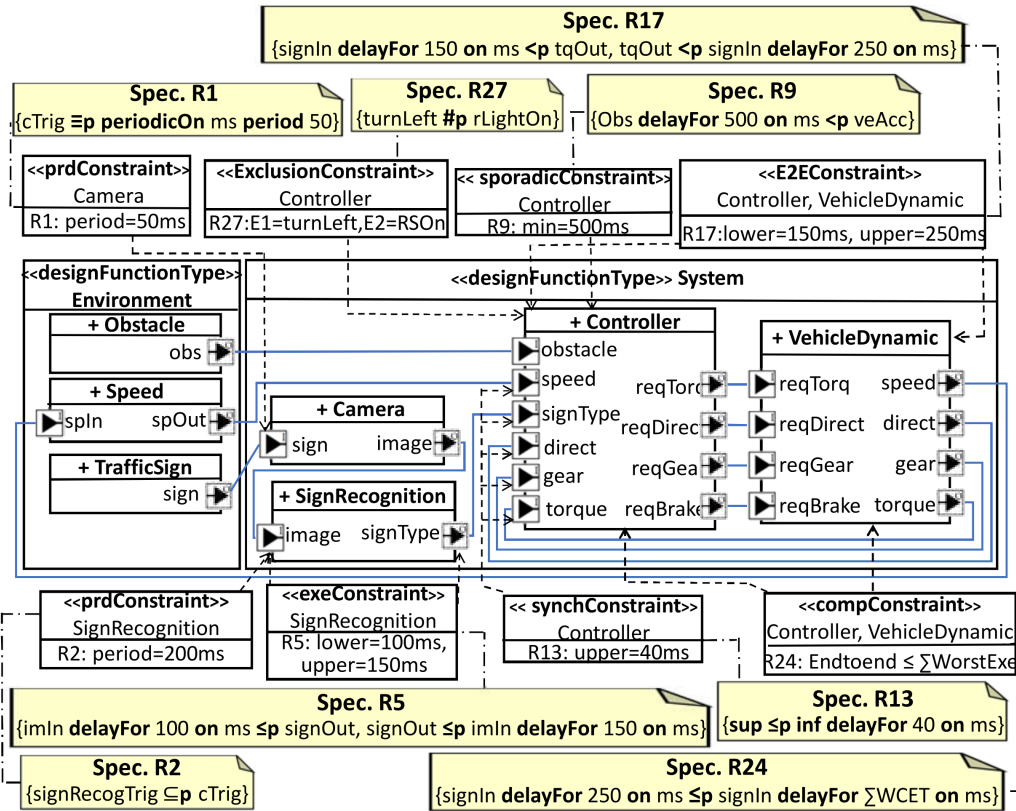 Spec. R17
{signIn delayFor 150 on ms <p tqOut, tqOut <p signIn delayFor 250 on ms}
Spec. R1
{cTrig ≡p periodicOn ms period 50}
Spec. R27
{turnLeft #p rLightOn}
Spec. R9
{Obs delayFor 500 on ms <p veAcc}
<<prdConstraint>>
Camera
R1: period=50ms
<<ExclusionConstraint>>
Controller
R27:E1=turnLeft,E2=RSOn
<< sporadicConstraint>>
Controller
R9: min=500ms
<<E2EConstraint>>
Controller, VehicleDynamic
R17:lower=150ms, upper=250ms
<<designFunctionType>>
Environment
<<designFunctionType>> System
+ Obstacle
obs
+ Speed
spIn spOut
+ TrafficSign
sign
+ Camera
sign image
+ SignRecognition
image signType
+ Controller
obstacle
speed
signType
direct
gear
torque
reqTorq
reqDirect
reqGea
reqBrake
+ VehicleDynamic
reqTorq speed
reqDirect direct
reqGear gear
reqBrake torque
<<prdConstraint>>
SignRecognition
R2: period=200ms
<<exeConstraint>>
SignRecognition
R5: lower=100ms,
upper=150ms
<< synchConstraint>>
Controller
R13: upper=40ms
<<compConstraint>>
Controller, VehicleDynamic
R24: Endtoend ≤ ∑WorstExe
Spec. R5
{imIn delayFor 100 on ms ≤p signOut, signOut ≤p imIn delayFor 150 on ms}
Spec. R13
{sup ≤p inf delayFor 40 on ms}
Spec. R2
{signRecogTrig ⊆p cTrig}
Spec. R24
{signIn delayFor 250 on ms ≤p signIn delayFor ∑WCET on ms}